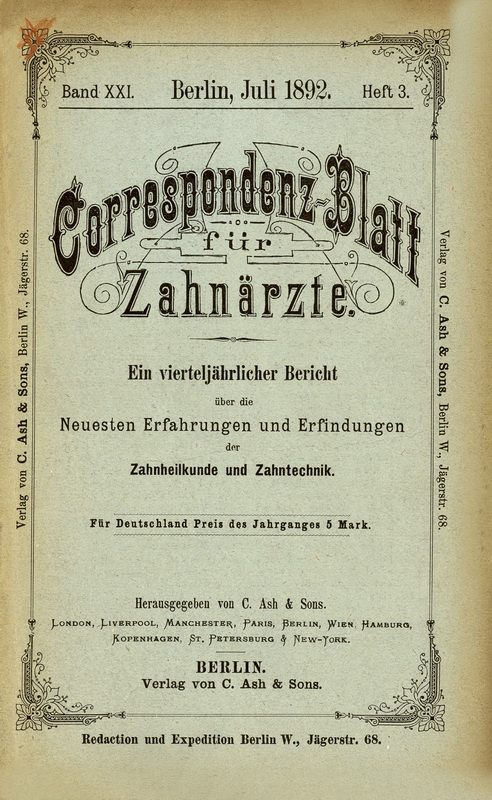 Band XXI. Berlin, Juli 1892. Heft 3.
Correspondenz-Blatt
für
Zahnärzte.
Ein vierteljährlicher Bericht
über die
Neuesten Erfahrungen und Erfindungen
der
Zahnheilkunde und Zahntechnik.
Für Deutschland Preis des Jahrganges 5 Mark.
Herausgegeben von C. Ash & Sons.
London, Liverpool, Manchester, Paris, Berlin, Wien, Hamburg,
Kopenhagen, St. Petersburg & New-York.
BERLIN.
Verlag von C. Ash & Sons.
Redaction und Expedition Berlin W., Jägerstr. 68.
Verlag von C. Ash & Sons, Berlin W., Jägerstr. 68.
Verlag von C. Ash & Sons, Berlin W., Jägerstr. 68.